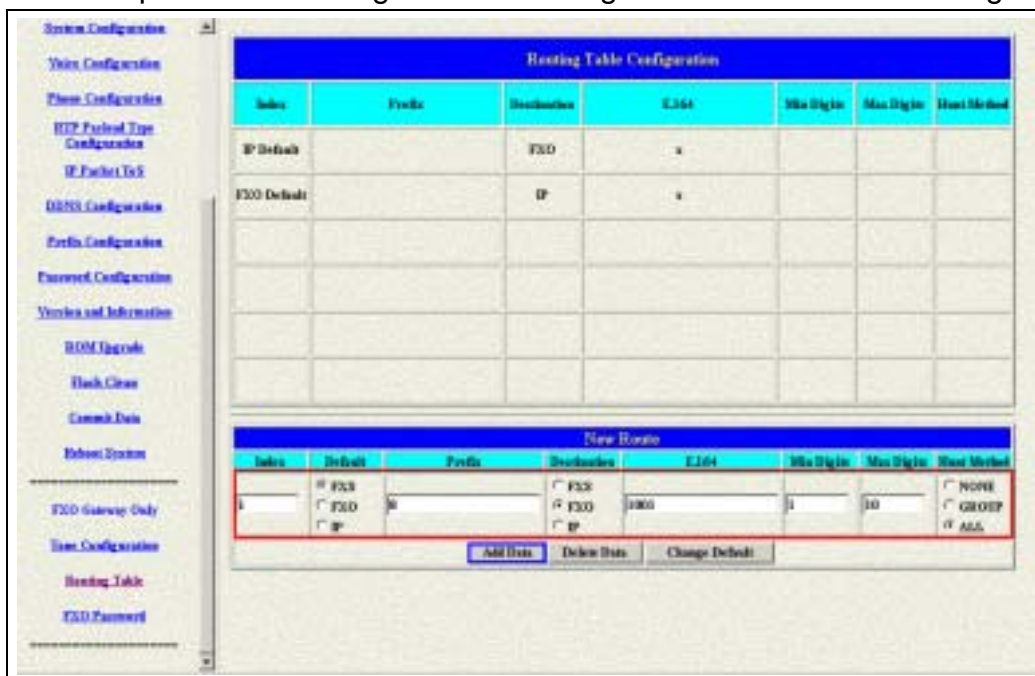 System Configuration
Voice Configuration
Phone Configuration
RTP Payload Type
Configuration
IP Packet ToS
DDNS Configuration
Prefix Configuration
Password Configuration
Version and Information
ROM Upgrade
Flash Clean
Commit Data
Reboot System
FXO Gateway Only
Tone Configuration
Routing Table
FXO Password
Routing Table Configuration
Index Prefix Destination E.164 Min Digits Max Digits Hunt Method
IP Default FXO x
FXO Default IP x
New Route
Index Default Prefix Destination E.164 Min Digits Max Digits Hunt Method
FXS FXS NONE
1 FXO 8 FXO 1001 1 10 GROUP
IP IP ALL
Add Data Delete Data Change Default